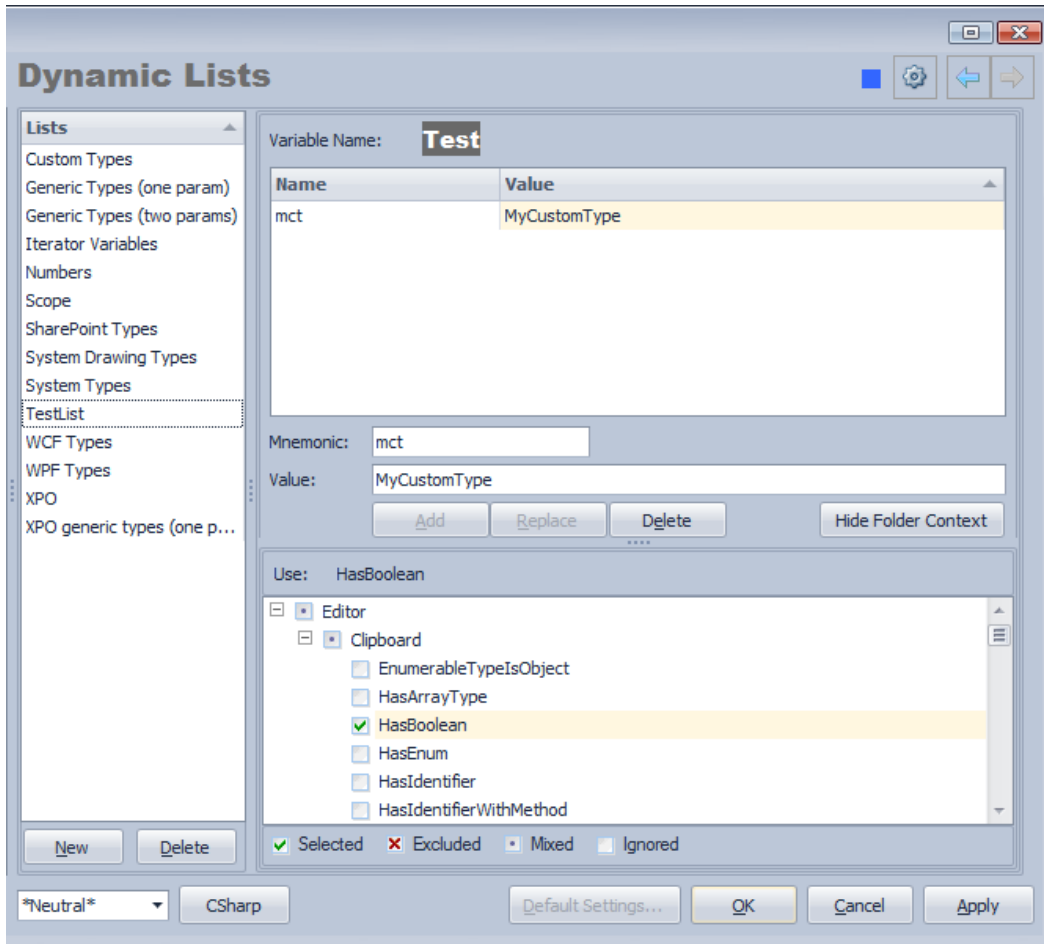 Dynamic Lists
Lists
Custom Types
Generic Types (one param)
Generic Types (two params)
Iterator Variables
Numbers
Scope
SharePoint Types
System Drawing Types
System Types
TestList
WCF Types
WPF Types
XPO
XPO generic types (one p...
New Delete
Variable Name: Test
Name Value
mct MyCustomType
Mnemonic: mct
Value: MyCustomType
Add Replace Delete Hide Folder Context
Use: HasBoolean
Editor
Clipboard
EnumerableTypeIsObject
HasArrayType
HasBoolean
HasEnum
HasIdentifier
HasIdentifierWithMethod
Selected Excluded Mixed Ignored
*Neutral* CSharp Default Settings... OK Cancel Apply